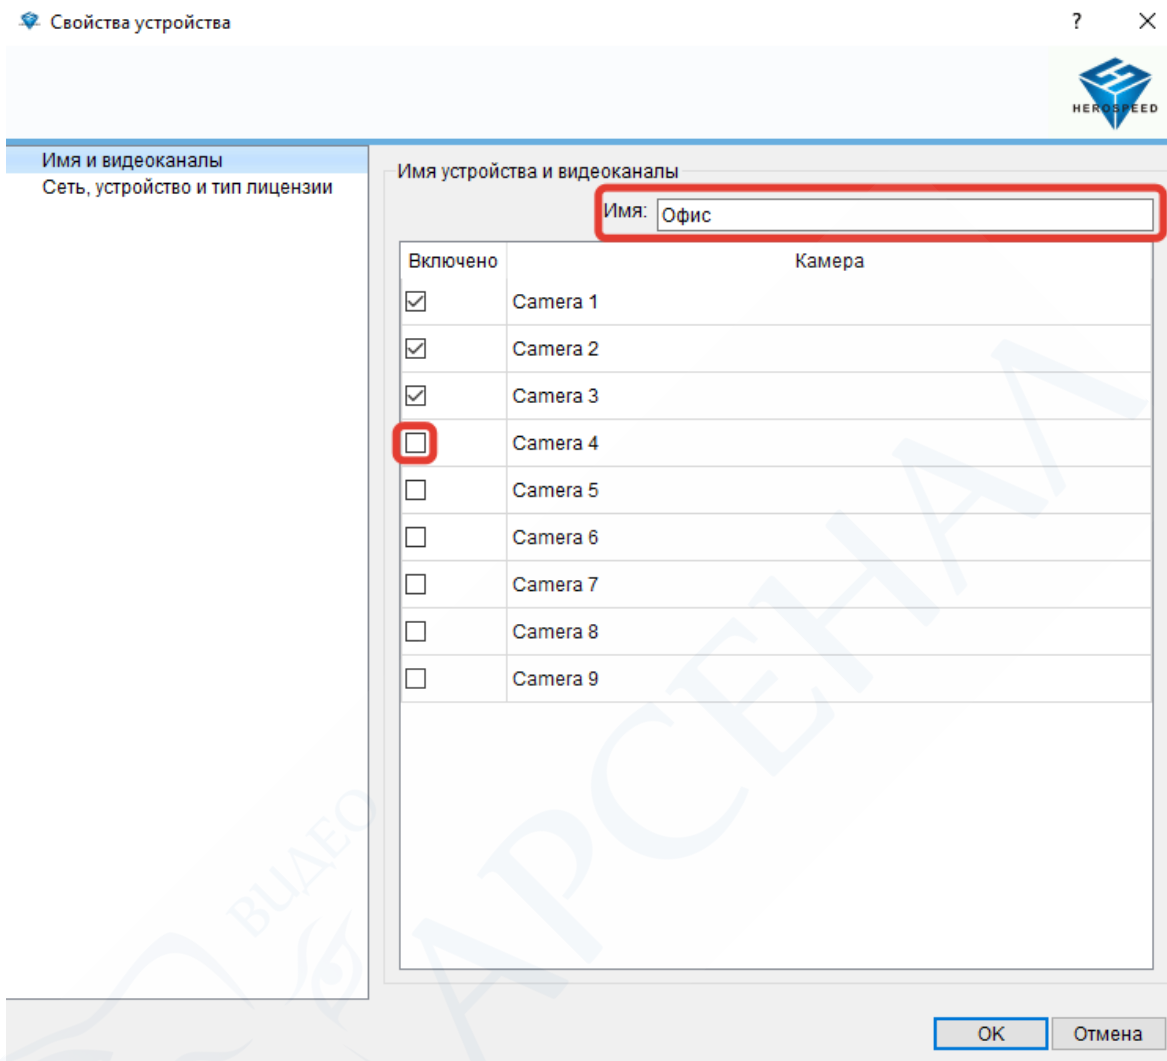 Свойства устройства
?
HEROSPEED
Имя и видеоканалы
Сеть, устройство и тип лицензии
Имя устройства и видеоканалы
Имя: Офис
Включено Камера
Camera 1
Camera 2
Camera 3
Camera 4
Camera 5
Camera 6
Camera 7
Camera 8
Camera 9
ВИДЕО
АРСЕНАЛ
OK Отмена